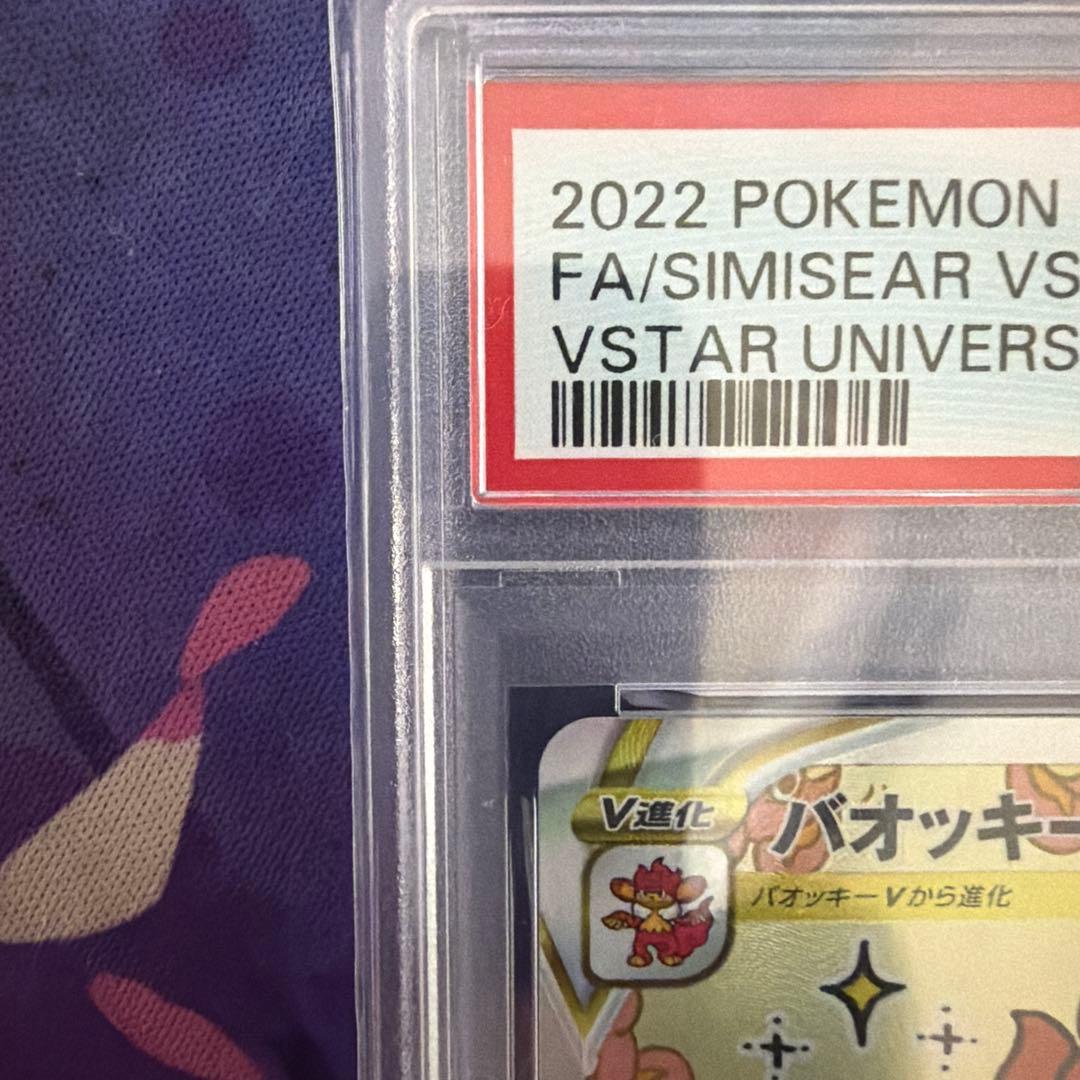 2022 POKEMON
FA/SIMISEAR VS
VSTAR UNIVERS
V進化
バオッキー
バオッキーVから進化